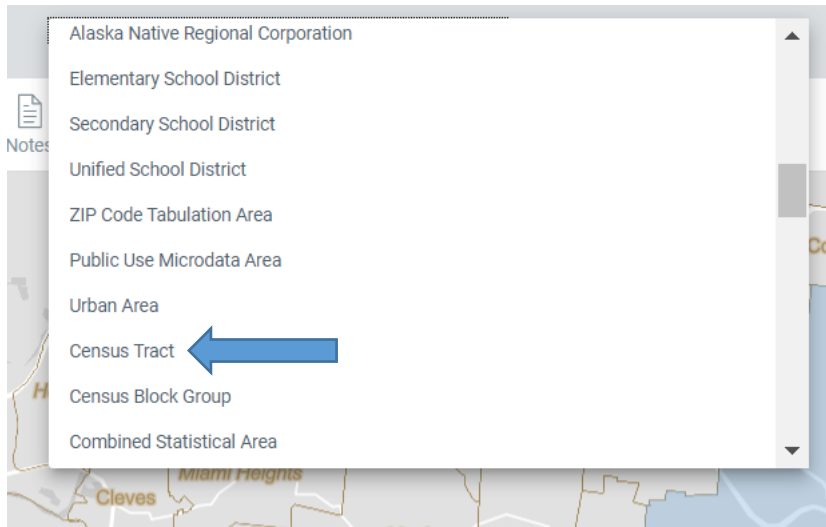 Alaska Native Regional Corporation
Elementary School District
Secondary School District
Notes
Unified School District
ZIP Code Tabulation Area
Public Use Microdata Area
Urban Area
Census Tract
Census Block Group
Combined Statistical Area
Miami Heights
Cleves